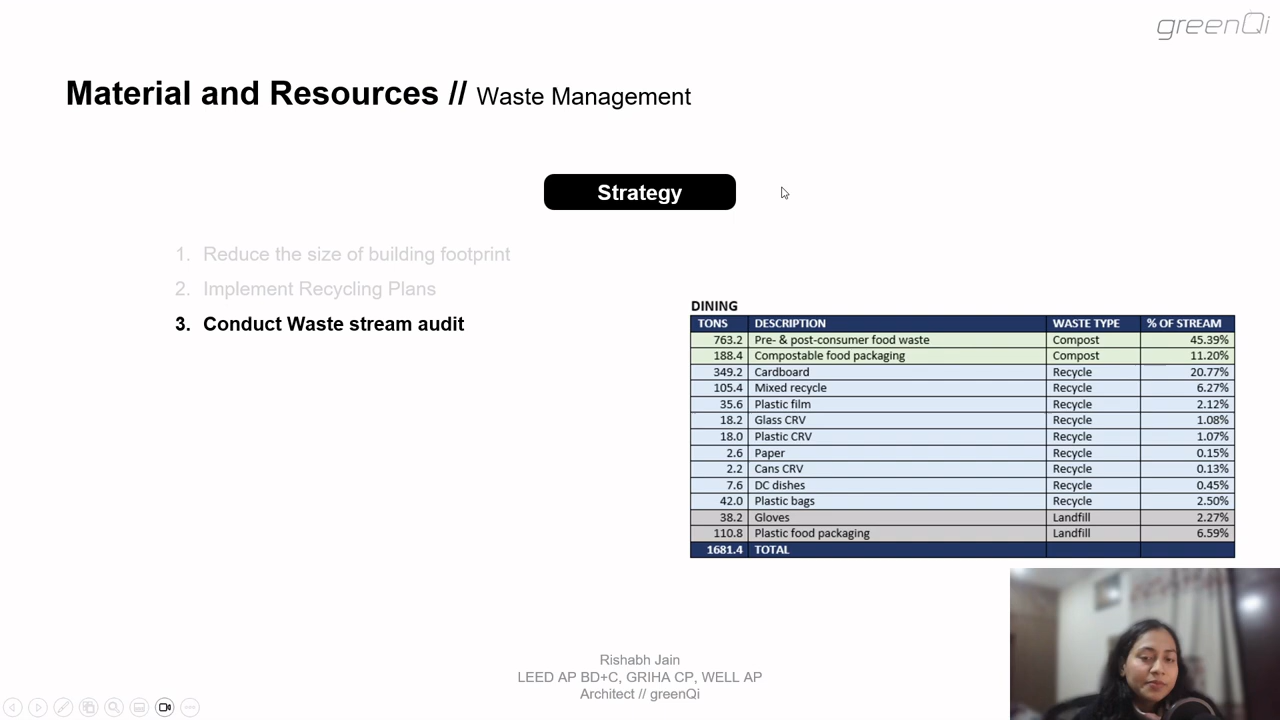 greenQi
Material and Resources // Waste Management
Strategy
1. Reduce the size of building footprint
2. Implement Recycling Plans
3. Conduct Waste stream audit
DINING
TONS DESCRIPTION WASTE TYPE % OF STREAM
763.2 Pre- & post-consumer food waste Compost 45.39%
188.4 Compostable food packaging Compost 11.20%
349.2 Cardboard Recycle 20.77%
105.4 Mixed recycle Recycle 6.27%
35.6 Plastic film Recycle 2.12%
18.2 Glass CRV Recycle 1.08%
18.0 Plastic CRV Recycle 1.07%
2.6 Paper Recycle 0.15%
2.2 Cans CRV Recycle 0.13%
7.6 DC dishes Recycle 0.45%
42.0 Plastic bags Recycle 2.50%
38.2 Gloves Landfill 2.27%
110.8 Plastic food packaging Landfill 6.59%
1681.4 TOTAL
Rishabh Jain
LEED AP BD+C, GRIHA CP, WELL AP
Architect // greenQi